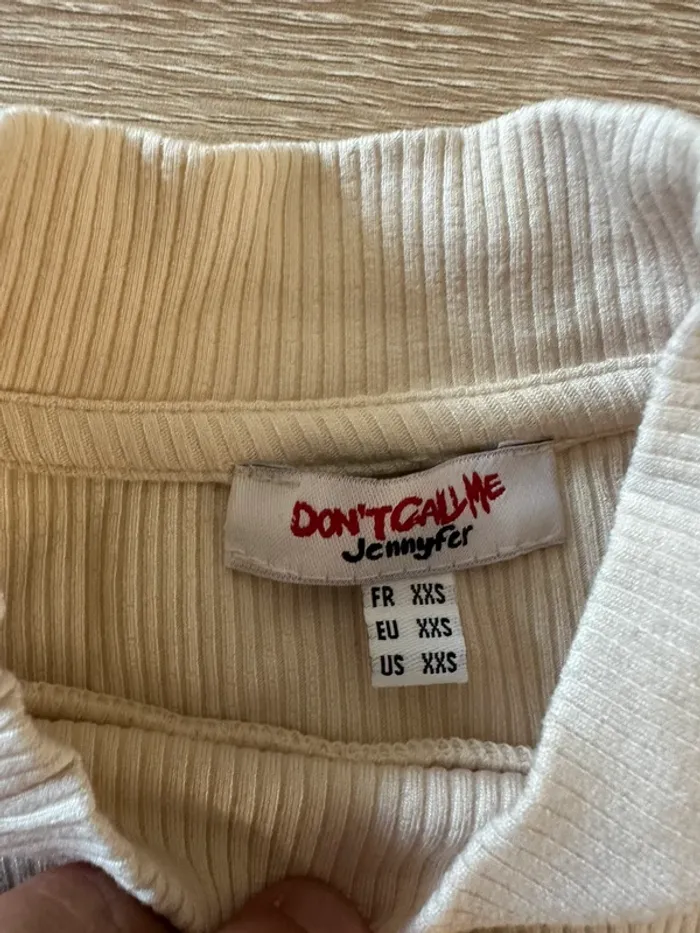 DON'T CALL ME
Jennyfer
FR XXS
EU XXS
US XXS